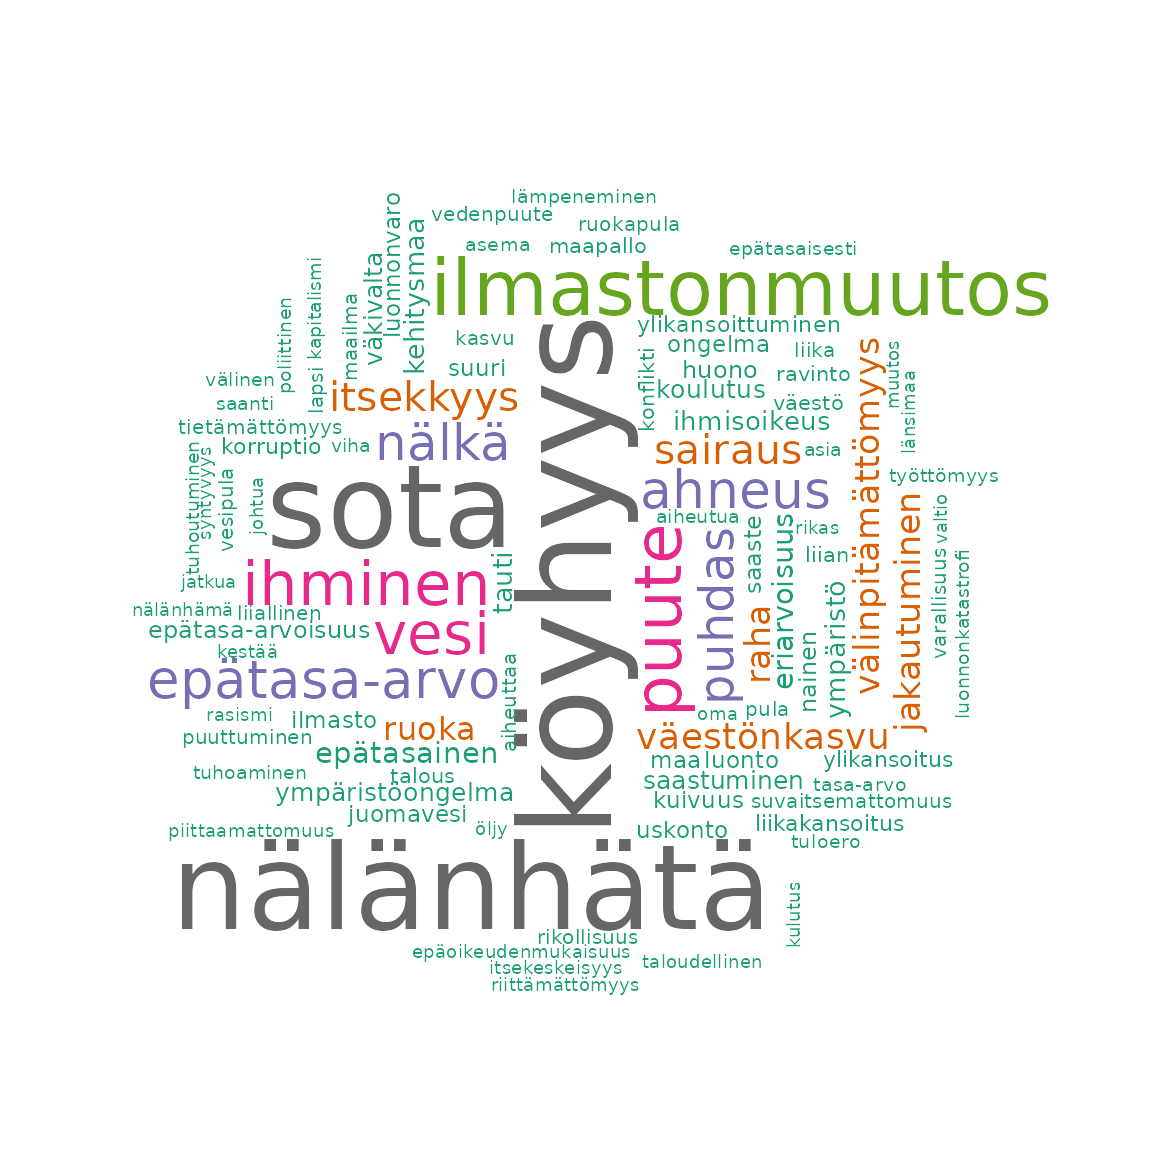 lämpeneminen
vedenpuute
ruokapula
asema
maapallo
epätasaisesti
luonnonvaro
kehitysmaa
väkivalta
maailma
kapitalismi
lapsi
poliittinen
ilmastonmuutos
kasvu
suuri
välinen
saanti
itsekkyys
köyhyys
ylikansoittuminen
ongelma
liika
huono
ravinto
koulutus
väestö
konflikti
ihmisoikeus
muutos
länsimaa
välinpitämättömyys
tietämättömyys
korruptio
viha
nälkä
sairaus
asia
työttömyys
tuhoutuminen
syntyvyys
vesipula
johtua
sota
ahneus
aiheutua
rikas
valtio
puute
puhdas
saaste
eriarvoisuus
liian
jakautuminen
varallisuus
luonnonkatastrofi
jatkua
ihminen
tauti
nälänhämä
liiallinen
epätasa-arvoisuus
vesi
kestää
raha
nainen
ympäristö
epätasa-arvo
aiheuttaa
rasismi
ilmasto
ruoka
oma
pula
puuttuminen
epätasainen
väestönkasvu
tuhoaminen
talous
maa
luonto
ylikansoitus
ympäristöongelma
saastuminen
tasa-arvo
juomavesi
kuivuus
suvaitsemattomuus
piittaamattomuus
öljy
uskonto
liikakansoitus
tuloero
nälänhätä
kulutus
rikollisuus
epäoikeudenmukaisuus
itsekeskeisyys
taloudellinen
riittämättömyys